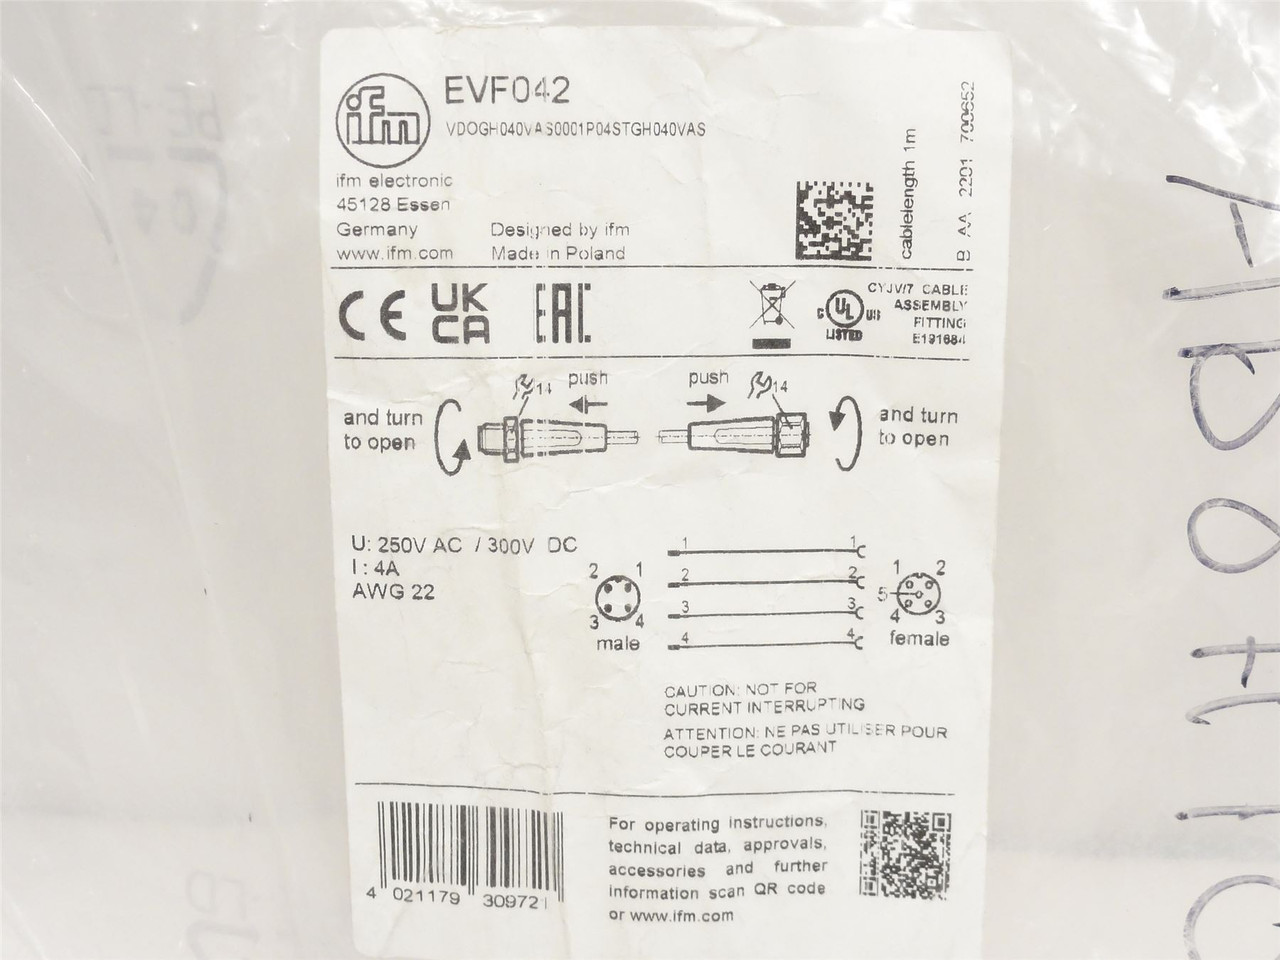 ifm
EVF042
VDOGH040VAS0001P04STGH040VAS
ifm electronic
45128 Essen
Germany
www.ifm.com
Designed by ifm
Made in Poland
cablelength 1m
B AA 2201 700652
CE
UK
CA
EAC
UL
C US
LISTED
CYJV/7 CABLE
ASSEMBLY
FITTING
E191684
and turn
to open
14
push
push
14
and turn
to open
U: 250V AC / 300V DC
I : 4A
AWG 22
2 1
3 4
male
1 1
2 2
3 3
4 4
1 2
5
4 3
female
CAUTION: NOT FOR
CURRENT INTERRUPTING
ATTENTION: NE PAS UTILISER POUR
COUPER LE COURANT
4 021179 309721
For operating instructions,
technical data, approvals,
accessories and further
information scan QR code
or www.ifm.com